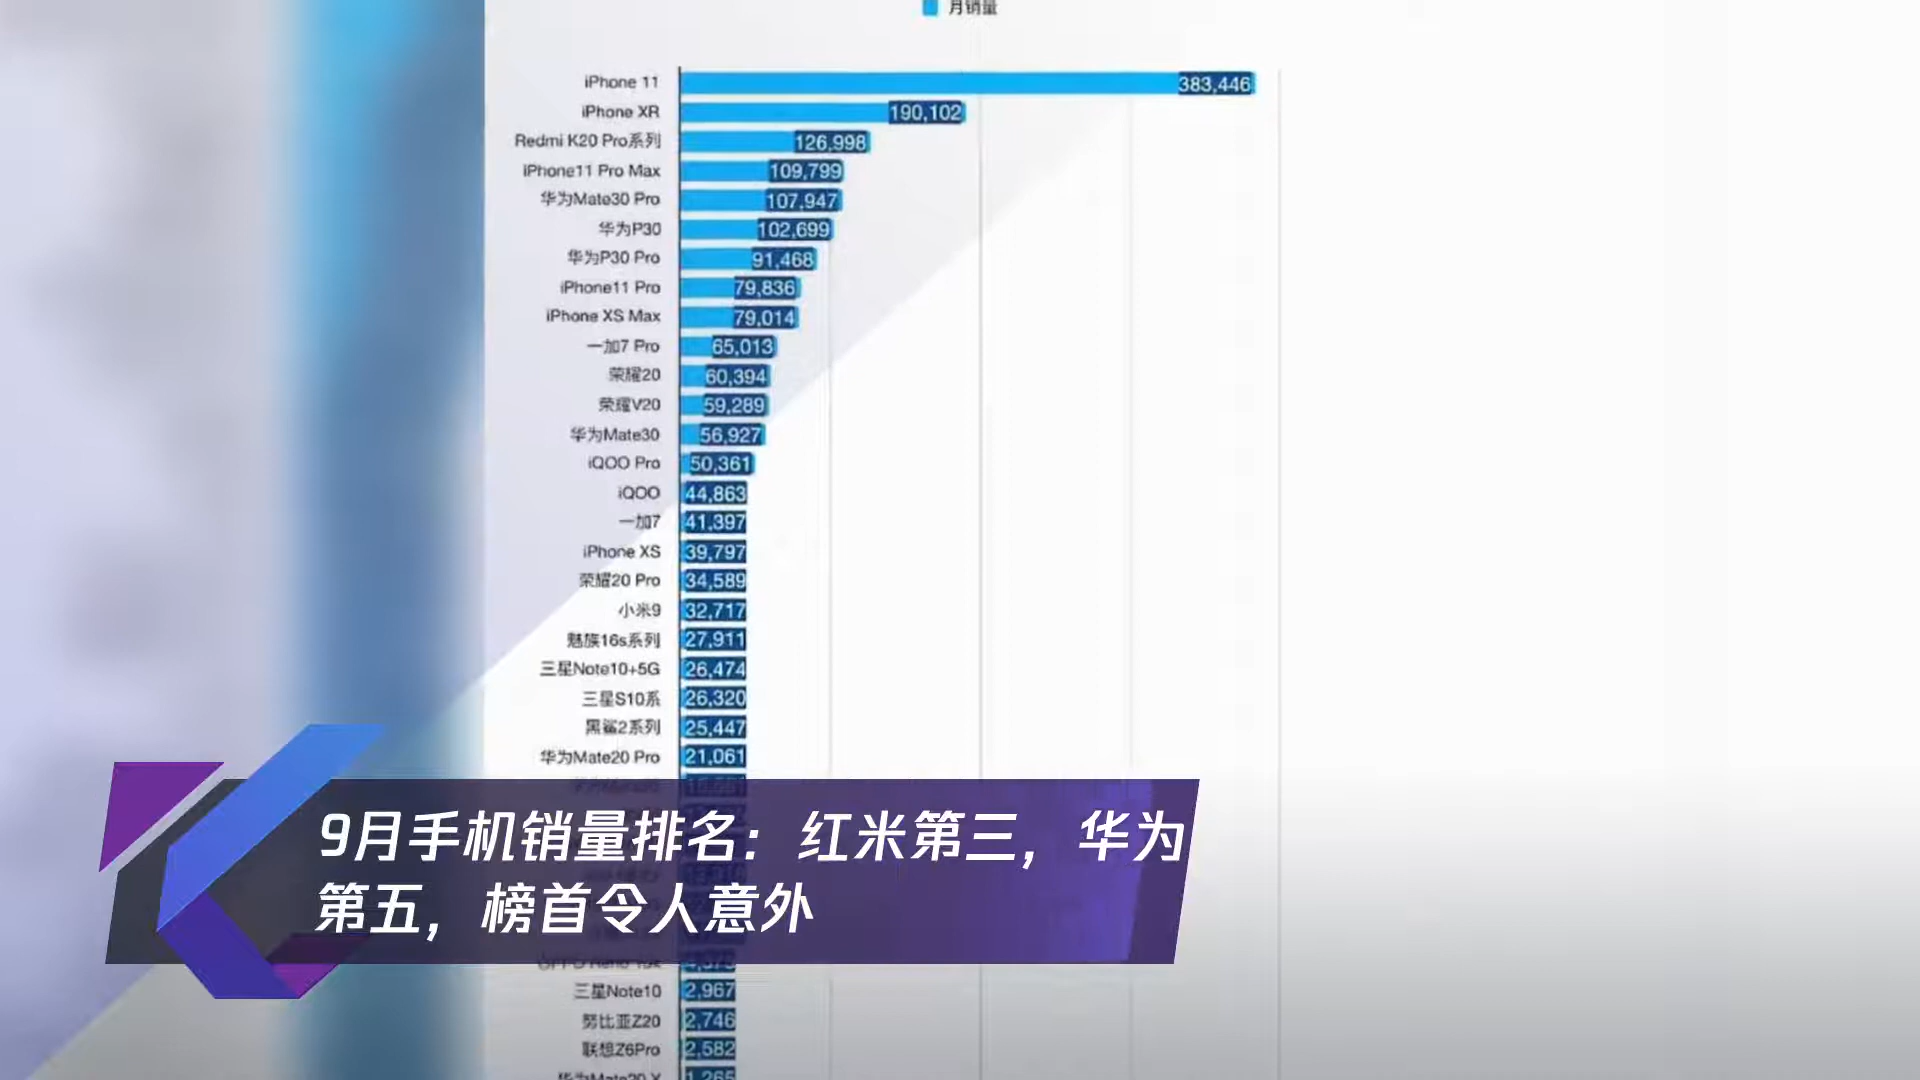 月销量
iPhone 11 383,446
iPhone XR 190,102
Redmi K20 Pro系列 126,998
iPhone11 Pro Max 109,799
华为Mate30 Pro 107,947
华为P30 102,699
华为P30 Pro 91,468
iPhone11 Pro 79,836
iPhone XS Max 79,014
一加7 Pro 65,013
荣耀20 60,394
荣耀V20 59,289
华为Mate30 56,927
iQOO Pro 50,361
iQOO 44,863
一加7 41,397
iPhone XS 39,797
荣耀20 Pro 34,589
小米9 32,717
魅族16s系列 27,911
三星Note10+5G 26,474
三星S10系 26,320
黑鲨2系列 25,447
华为Mate20 Pro 21,061
9月手机销量排名：红米第三，华为
第五，榜首令人意外
三星Note10 2,967
努比亚Z20 2,746
联想Z6Pro 2,582
华为Mate20 X 1,265